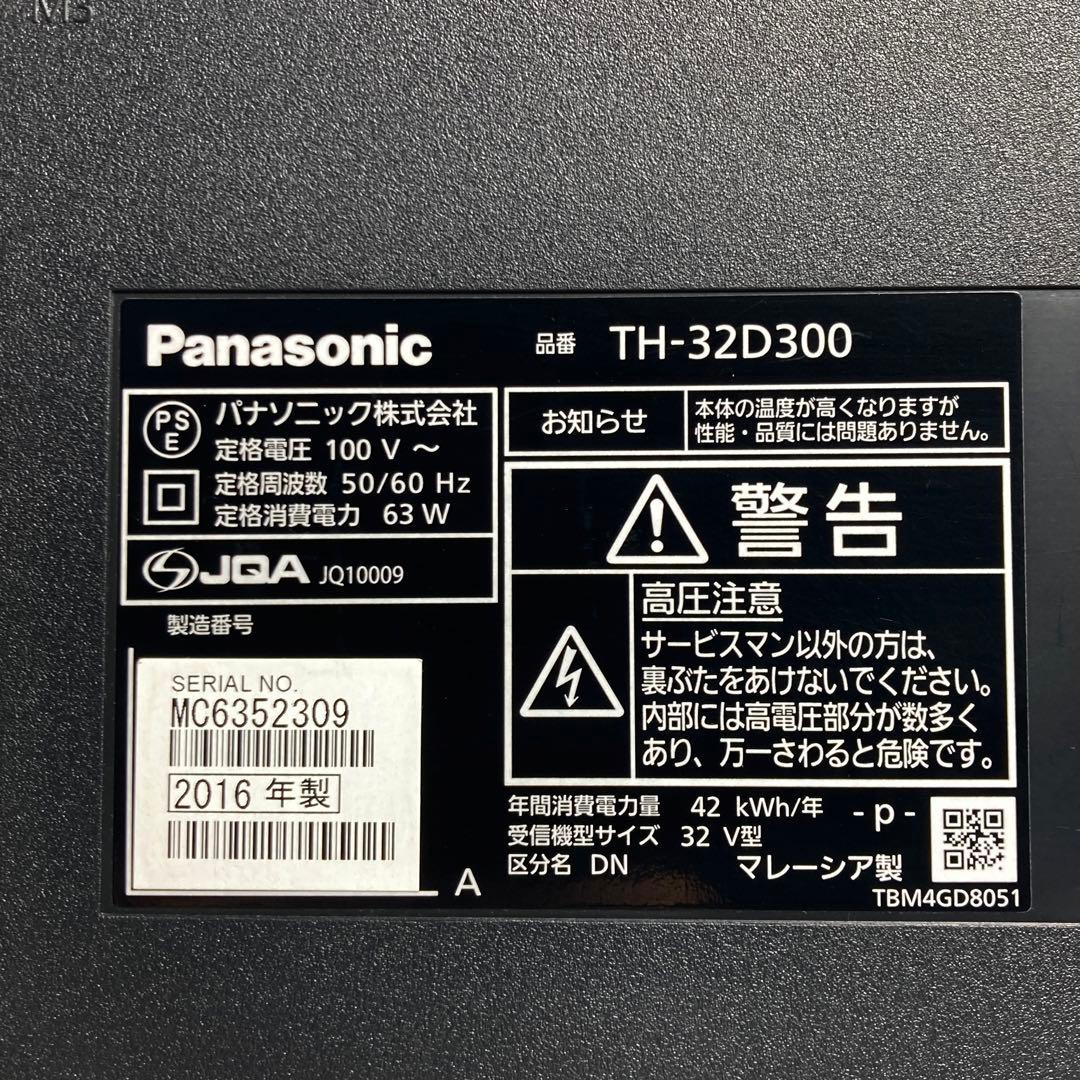 M3
Panasonic
品番 TH-32D300
PS
E
パナソニック株式会社
定格電圧 100 V ～
定格周波数 50/60 Hz
定格消費電力 63 W
JQA JQ10009
製造番号
SERIAL NO.
MC6352309
2016 年製
A
お知らせ
本体の温度が高くなりますが
性能・品質には問題ありません。
警告
高圧注意
サービスマン以外の方は、
裏ぶたをあけないでください。
内部には高電圧部分が数多く
あり、万一さわると危険です。
年間消費電力量 42 kWh/年 - p -
受信機型サイズ 32 V型
区分名 DN マレーシア製
TBM4GD8051